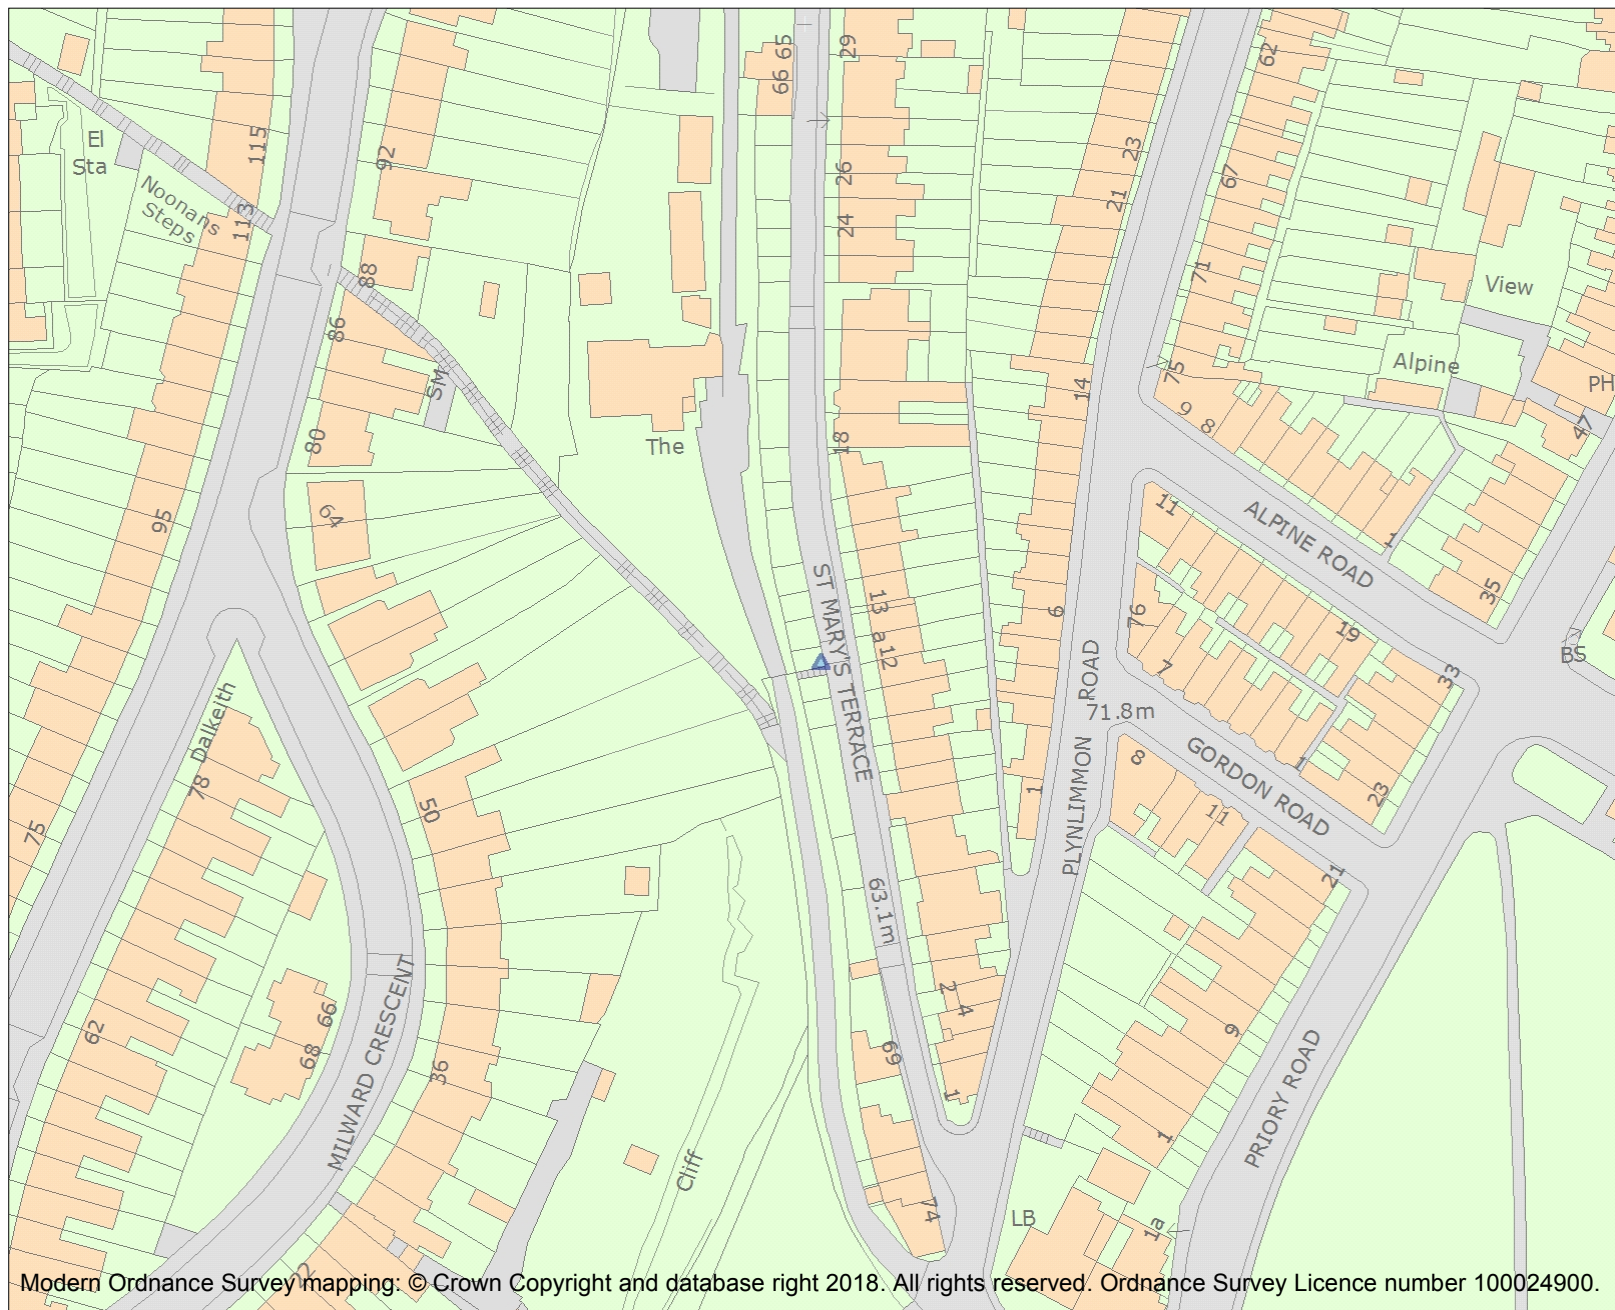 65
66
29
62
115
92
El
Sta
23
26
67
21
Noonans
Steps
113
24
88
71
View
86
Alpine
75
PH
SM
14
9
8
47
80
The
18
64
95
11
ALPINE ROAD
1
35
ST MARY'S TERRACE
13
a
12
6
76
19
BS
7
33
Dalkeith
PLYNLIMMON
ROAD
71.8m
78
50
1
8
GORDON ROAD
1
11
23
75
21
63.1m
2
4
66
68
62
MILWARD CRESCENT
36
69
1
9
PRIORY ROAD
1
Cliff
74
LB
1a
22
Modern Ordnance Survey mapping: © Crown Copyright and database right 2018. All rights reserved. Ordnance Survey Licence number 100024900.